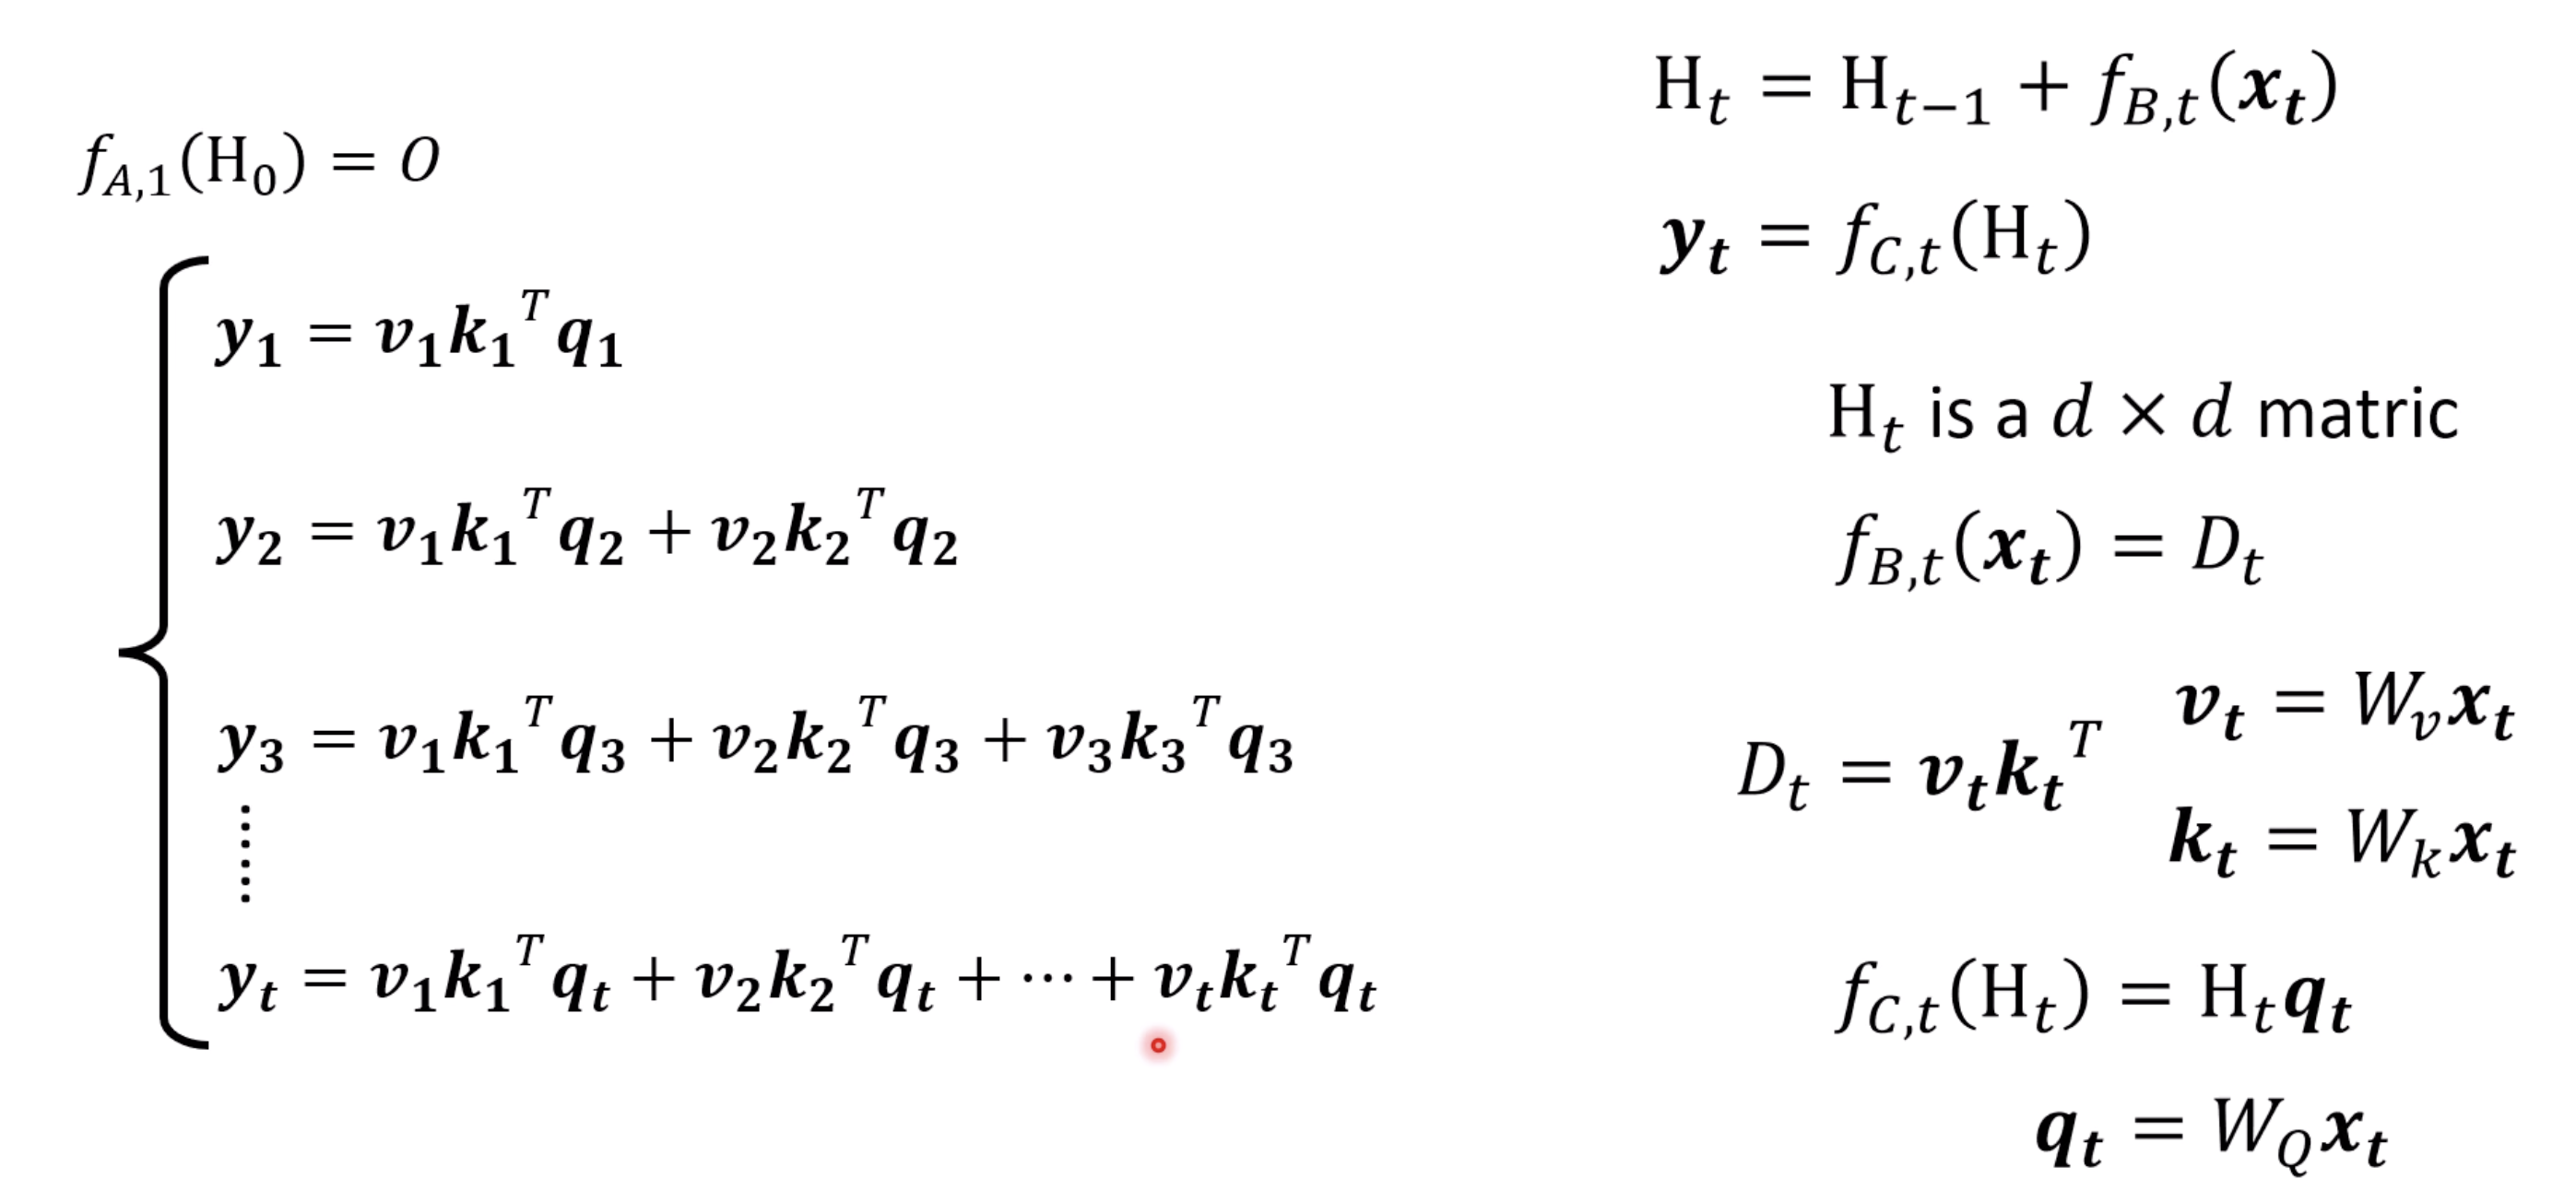 f_{A,1}(H_0) = O
y_1 = v_1 k_1^T q_1
y_2 = v_1 k_1^T q_2 + v_2 k_2^T q_2
y_3 = v_1 k_1^T q_3 + v_2 k_2^T q_3 + v_3 k_3^T q_3
⋮
y_t = v_1 k_1^T q_t + v_2 k_2^T q_t + ⋯ + v_t k_t^T q_t
H_t = H_{t−1} + f_{B,t}(x_t)
y_t = f_{C,t}(H_t)
H_t is a d × d matric
f_{B,t}(x_t) = D_t
v_t = W_v x_t
D_t = v_t k_t^T
k_t = W_k x_t
f_{C,t}(H_t) = H_t q_t
q_t = W_Q x_t